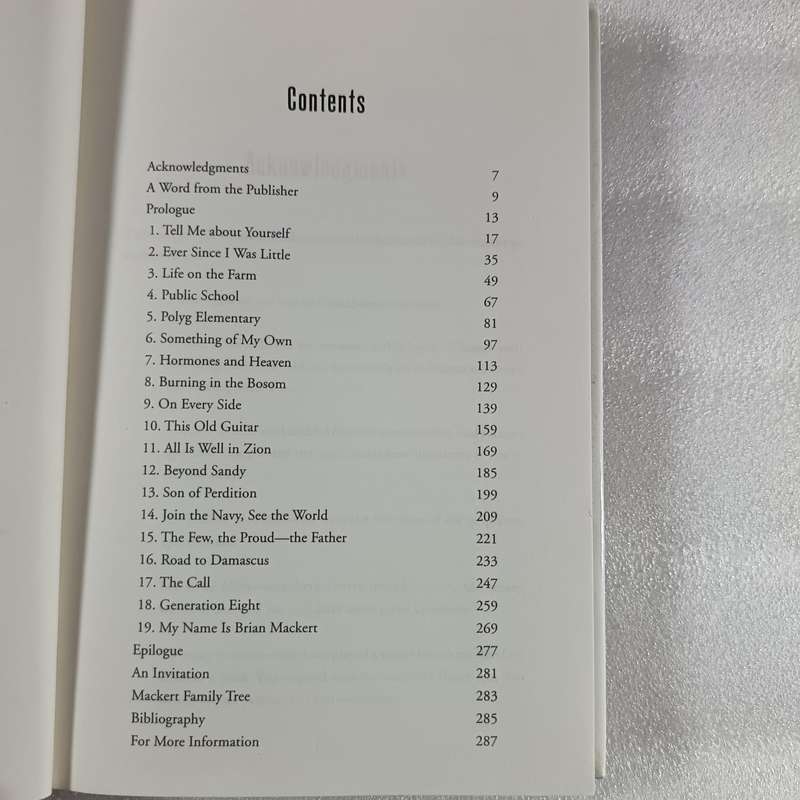 Contents
Acknowledgments 7
A Word from the Publisher 9
Prologue 13
1. Tell Me about Yourself 17
2. Ever Since I Was Little 35
3. Life on the Farm 49
4. Public School 67
5. Polyg Elementary 81
6. Something of My Own 97
7. Hormones and Heaven 113
8. Burning in the Bosom 129
9. On Every Side 139
10. This Old Guitar 159
11. All Is Well in Zion 169
12. Beyond Sandy 185
13. Son of Perdition 199
14. Join the Navy, See the World 209
15. The Few, the Proud—the Father 221
16. Road to Damascus 233
17. The Call 247
18. Generation Eight 259
19. My Name Is Brian Mackert 269
Epilogue 277
An Invitation 281
Mackert Family Tree 283
Bibliography 285
For More Information 287